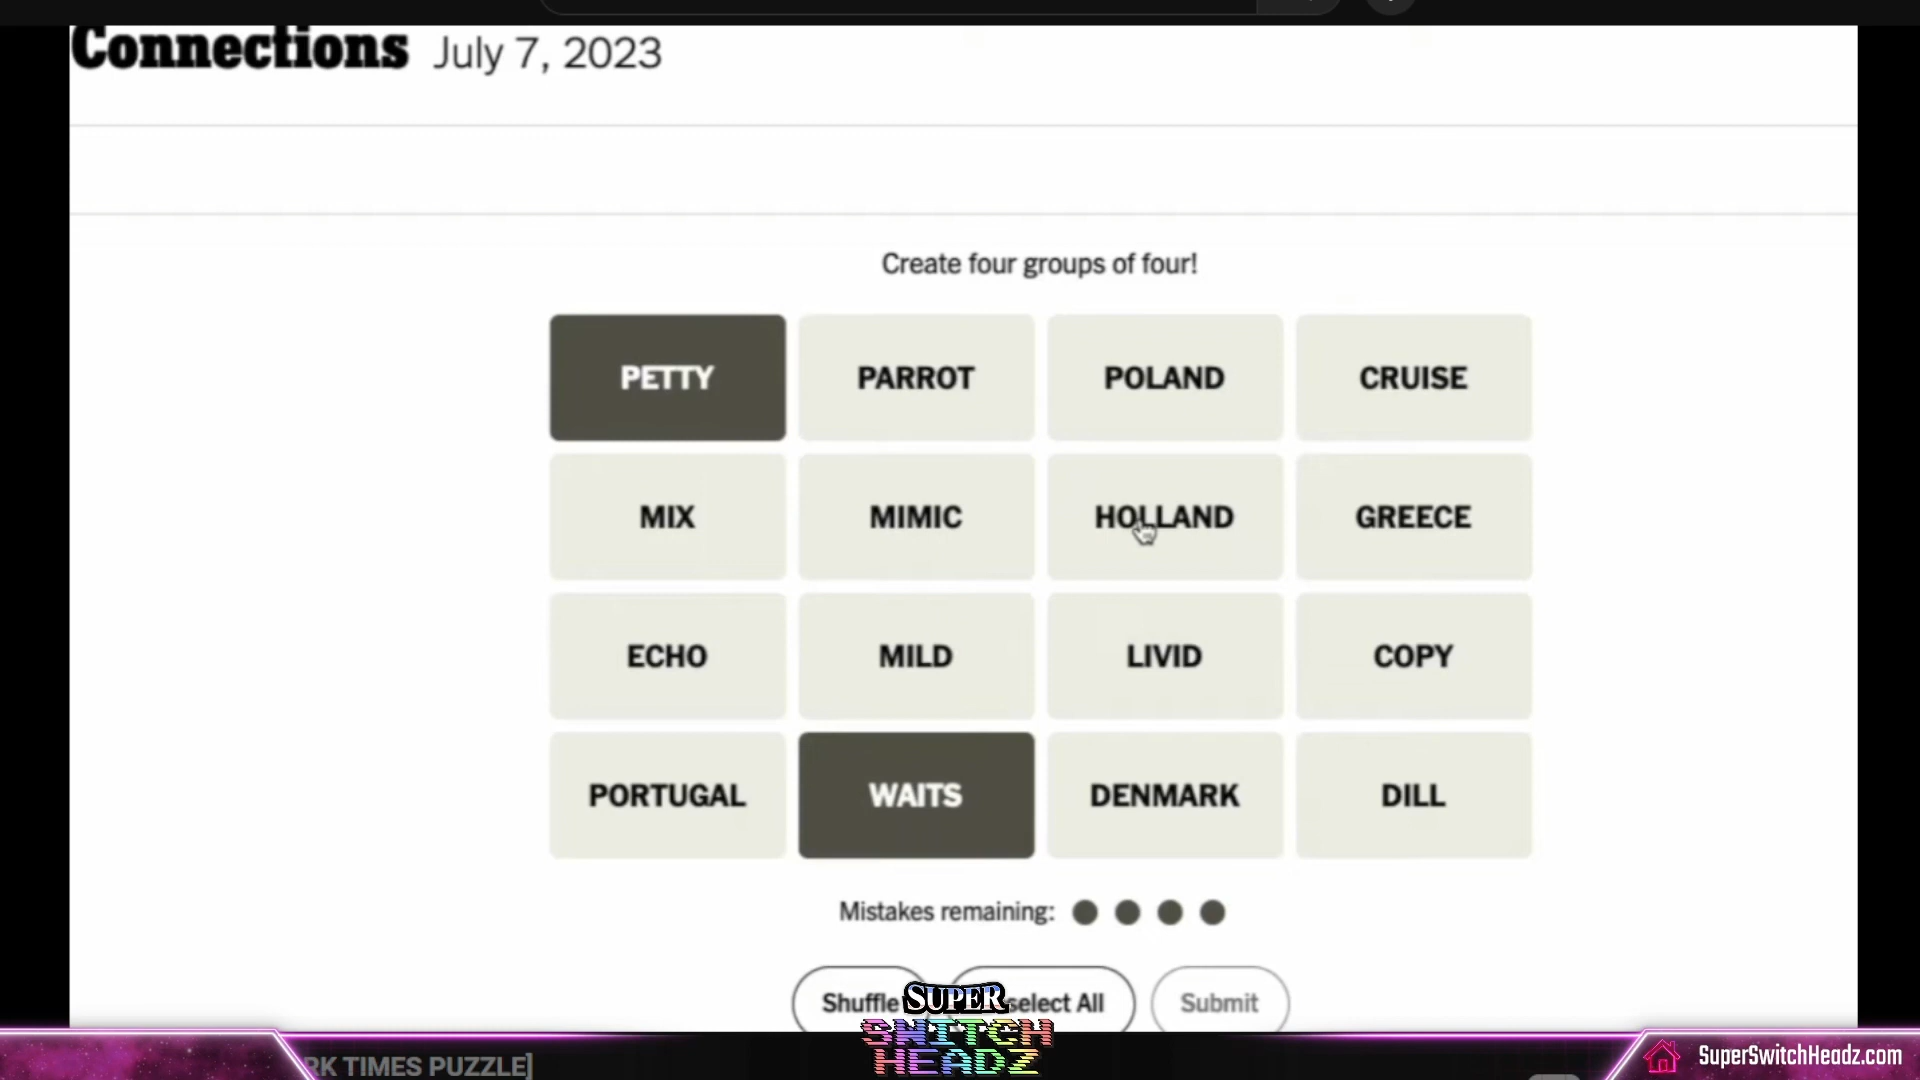 Connections July 7, 2023
Create four groups of four!
PETTY PARROT POLAND CRUISE
MIX MIMIC HOLLAND GREECE
ECHO MILD LIVID COPY
PORTUGAL WAITS DENMARK DILL
Mistakes remaining:
Shuffle select All Submit
SUPER
SWITCH
HEADZ
RK TIMES PUZZLE]
SuperSwitchHeadz.com